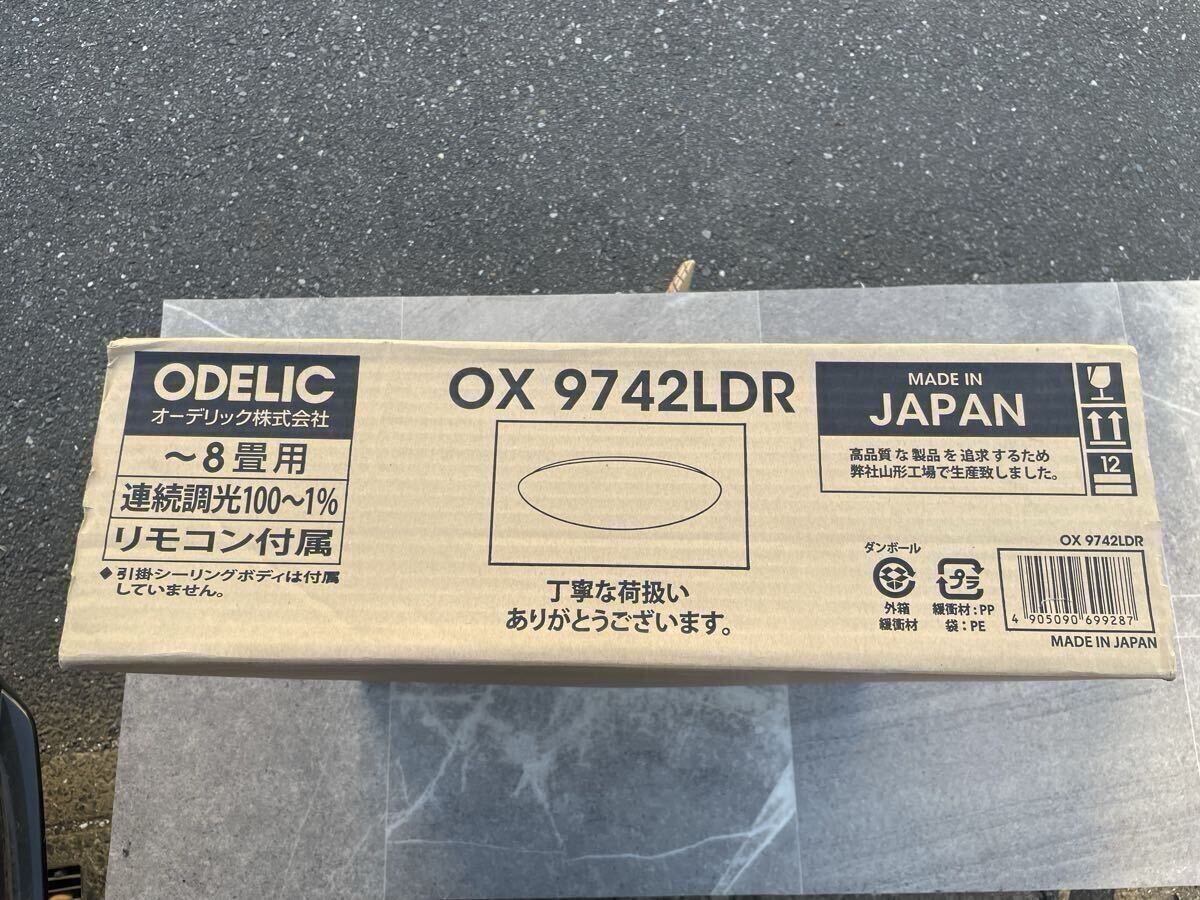 ODELIC
オーデリック株式会社
～8畳用
連続調光100～1%
リモコン付属
◆引掛シーリングボディは付属
していません。
OX 9742LDR
丁寧な荷扱い
ありがとうございます。
MADE IN
JAPAN
高品質な製品を追求するため
弊社山形工場で生産致しました。
12
ダンボール
外箱
緩衝材
プラ
緩衝材：PP
袋：PE
OX 9742LDR
4 905090 699287
MADE IN JAPAN